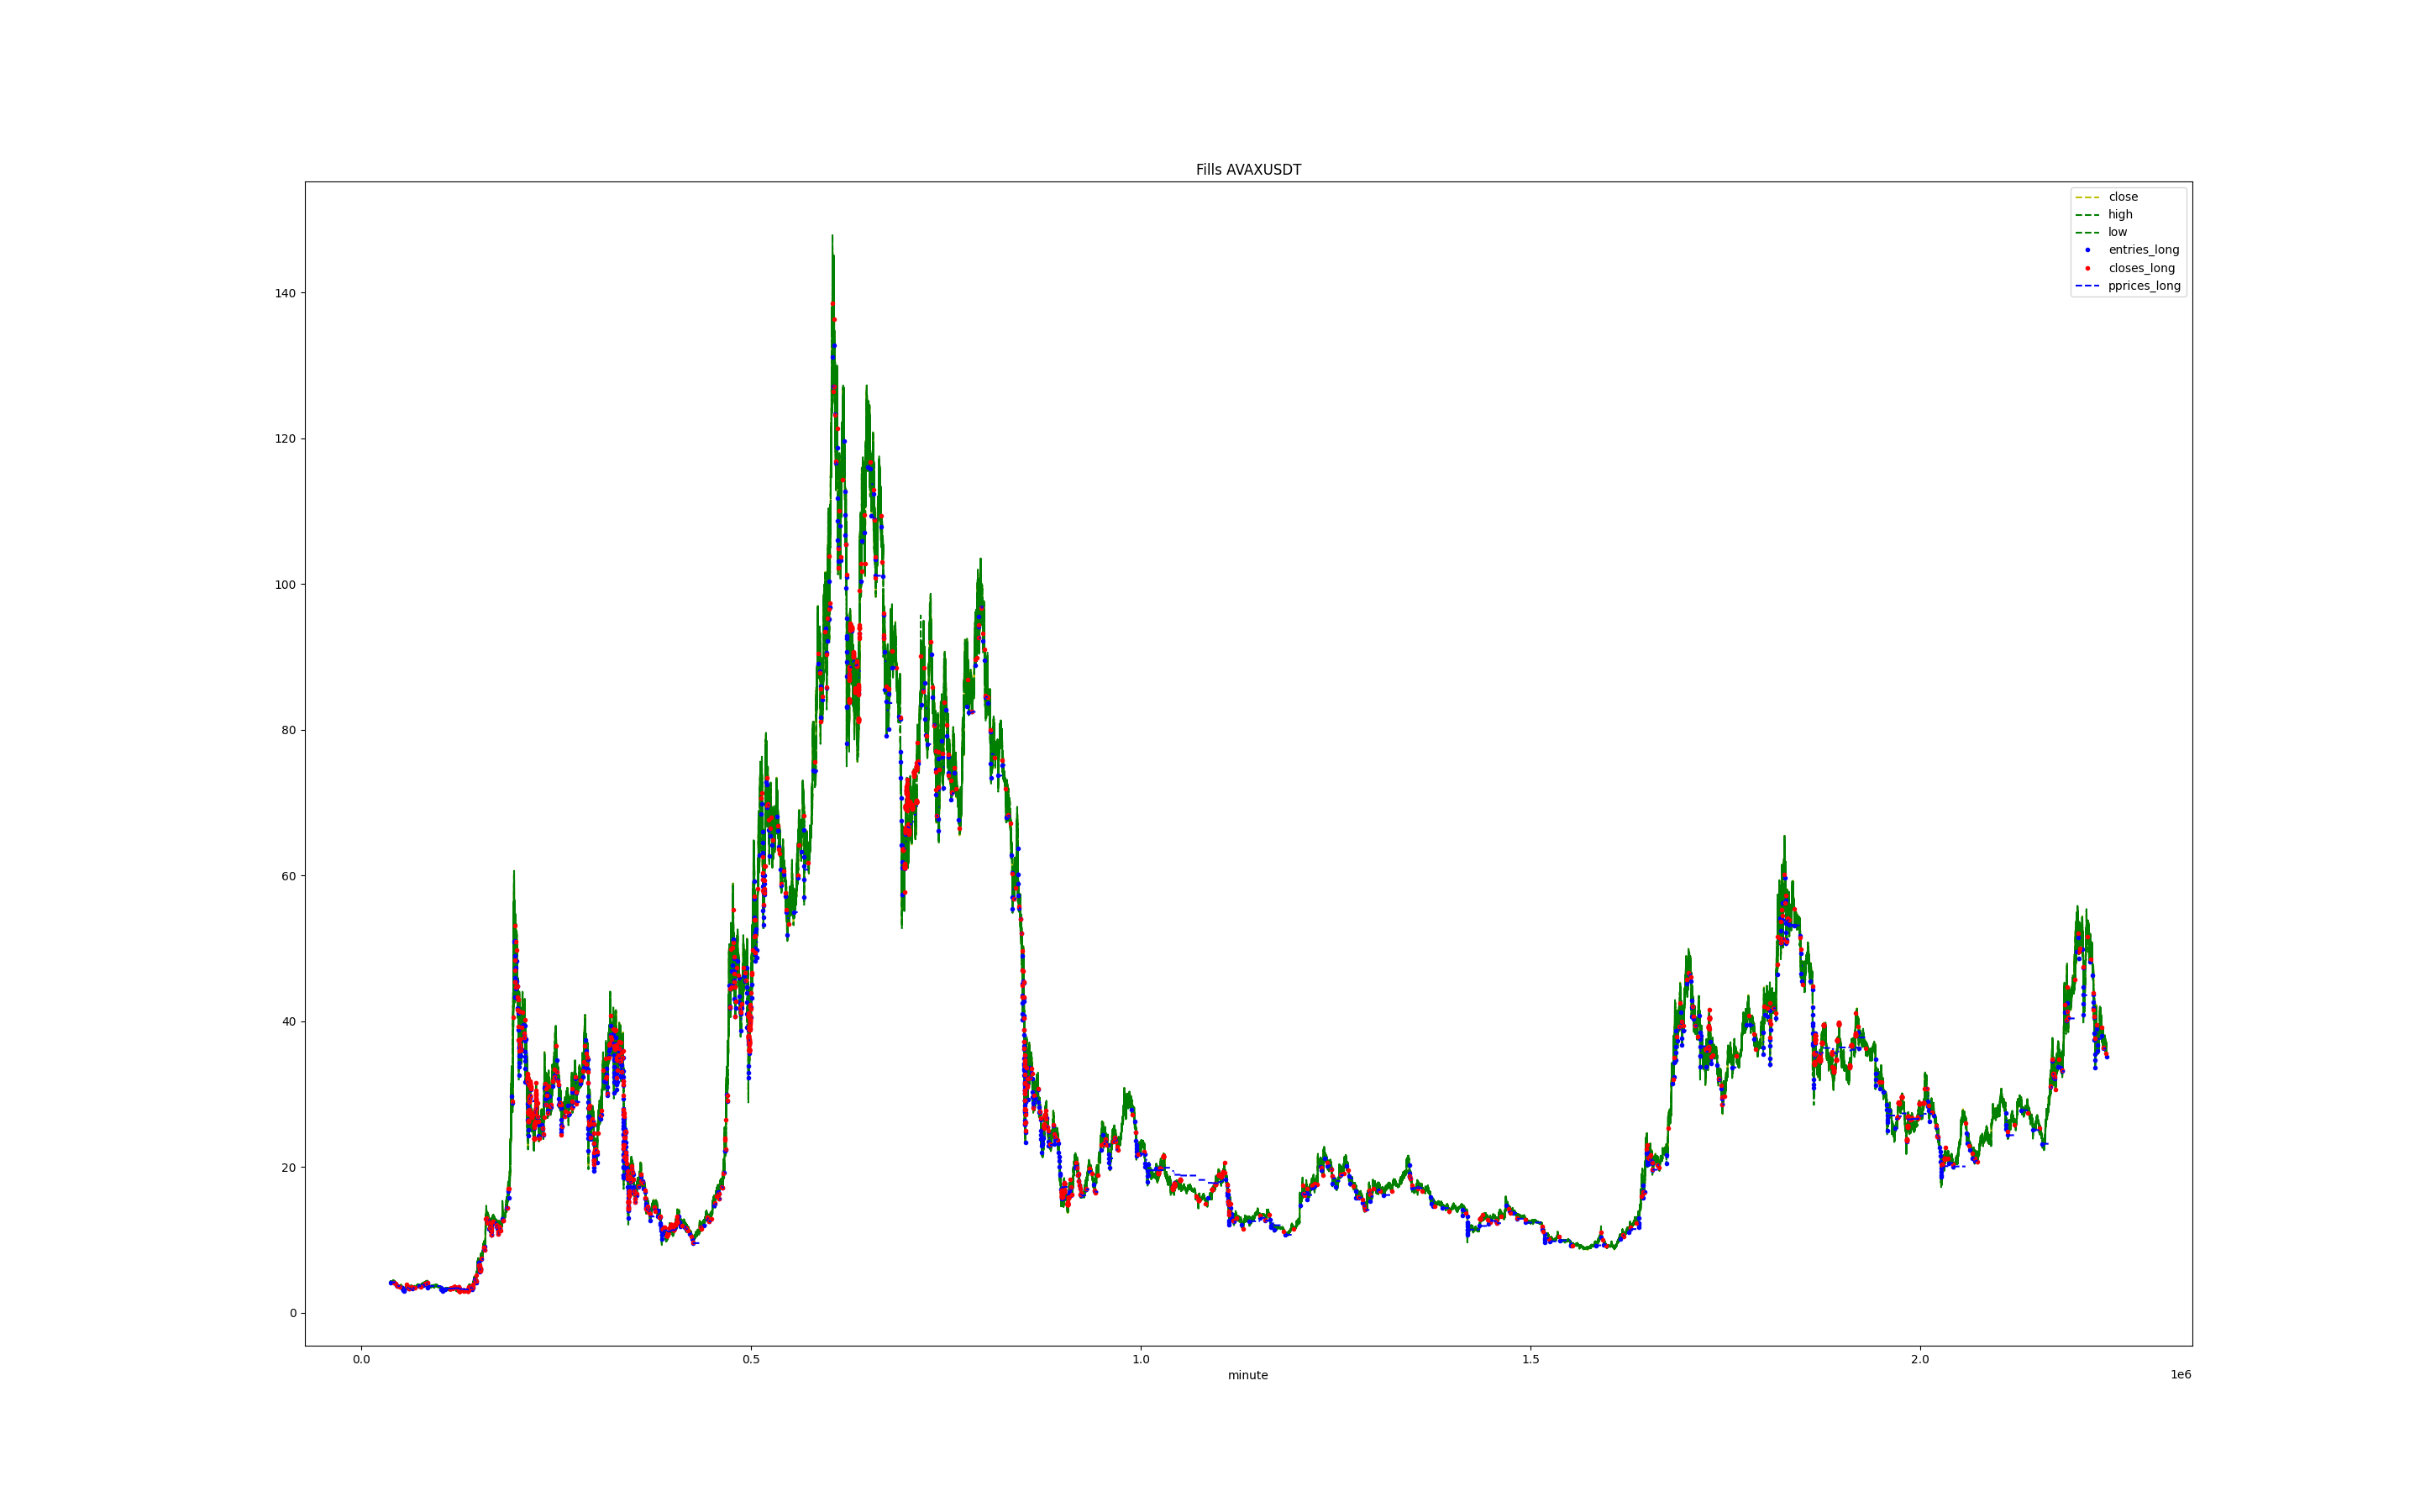 Fills AVAXUSDT
close
high
low
entries_long
closes_long
pprices_long
140
120
100
80
60
40
20
0
0.0 0.5 1.0 1.5 2.0
minute
1e6